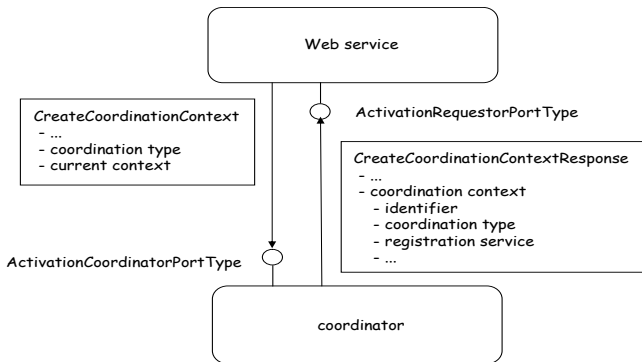 Web service
CreateCoordinationContext
- ...
- coordination type
- current context
ActivationRequestorPortType
CreateCoordinationContextResponse
- ...
- coordination context
- identifier
- coordination type
- registration service
- ...
ActivationCoordinatorPortType
coordinator